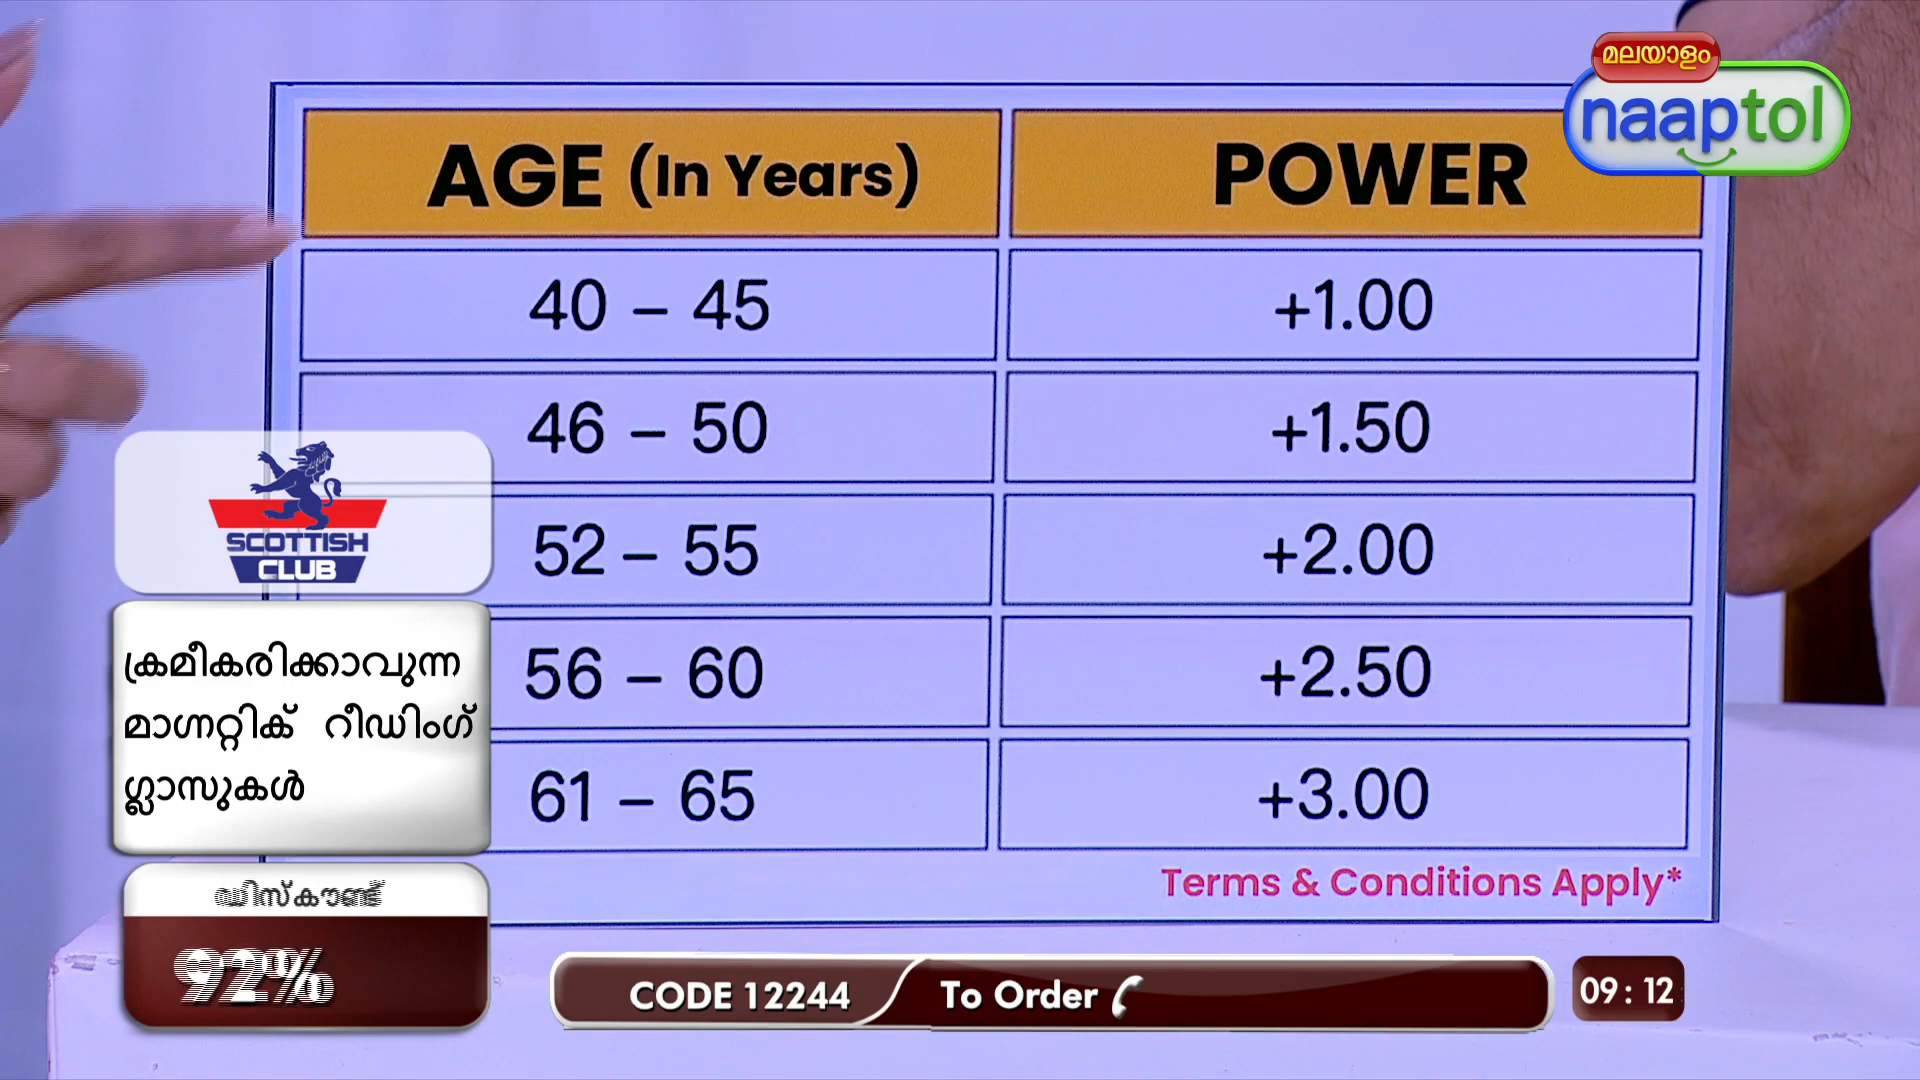 മലയാളം
naaptol
AGE (In Years) POWER
40 – 45 +1.00
46 – 50 +1.50
52 – 55 +2.00
56 – 60 +2.50
61 – 65 +3.00
Terms & Conditions Apply*
SCOTTISH
CLUB
ക്രമീകരിക്കാവുന്ന
മാഗ്നറ്റിക് റീഡിംഗ്
ഗ്ലാസുകൾ
ഡിസ്കൗണ്ട്
92%
CODE 12244 To Order
09 : 12